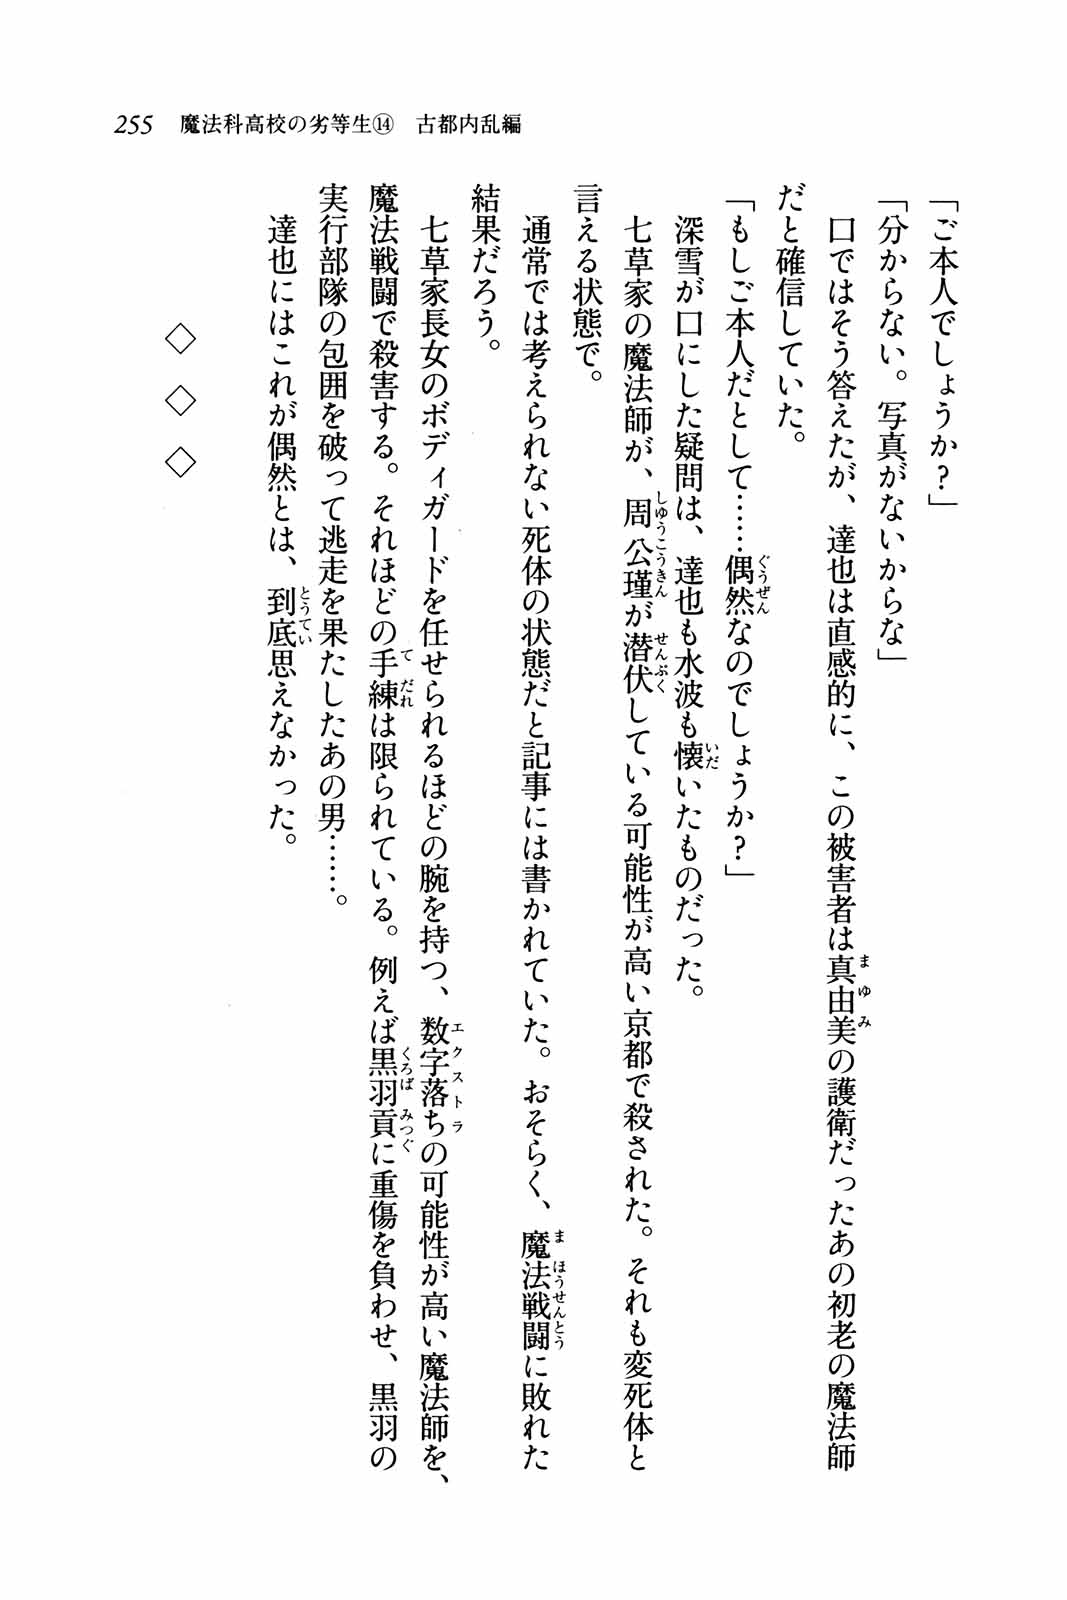 255　魔法科高校の劣等生⑭　古都内乱編
「ご本人でしょうか？」
「分からない。写真がないからな」
口ではそう答えたが、達也は直感的に、この被害者は真由美の護衛だったあの初老の魔法師
だと確信していた。
「もしご本人だとして……偶然なのでしょうか？」
深雪が口にした疑問は、達也も水波も懐いたものだった。
七草家の魔法師が、周公瑾が潜伏している可能性が高い京都で殺された。それも変死体と
言える状態で。
通常では考えられない死体の状態だと記事には書かれていた。おそらく、魔法戦闘に敗れた
結果だろう。
七草家長女のボディガードを任せられるほどの腕を持つ、数字落ちの可能性が高い魔法師を、
魔法戦闘で殺害する。それほどの手練は限られている。例えば黒羽貢に重傷を負わせ、黒羽の
実行部隊の包囲を破って逃走を果たしたあの男……。
達也にはこれが偶然とは、到底思えなかった。
◇　◇　◇